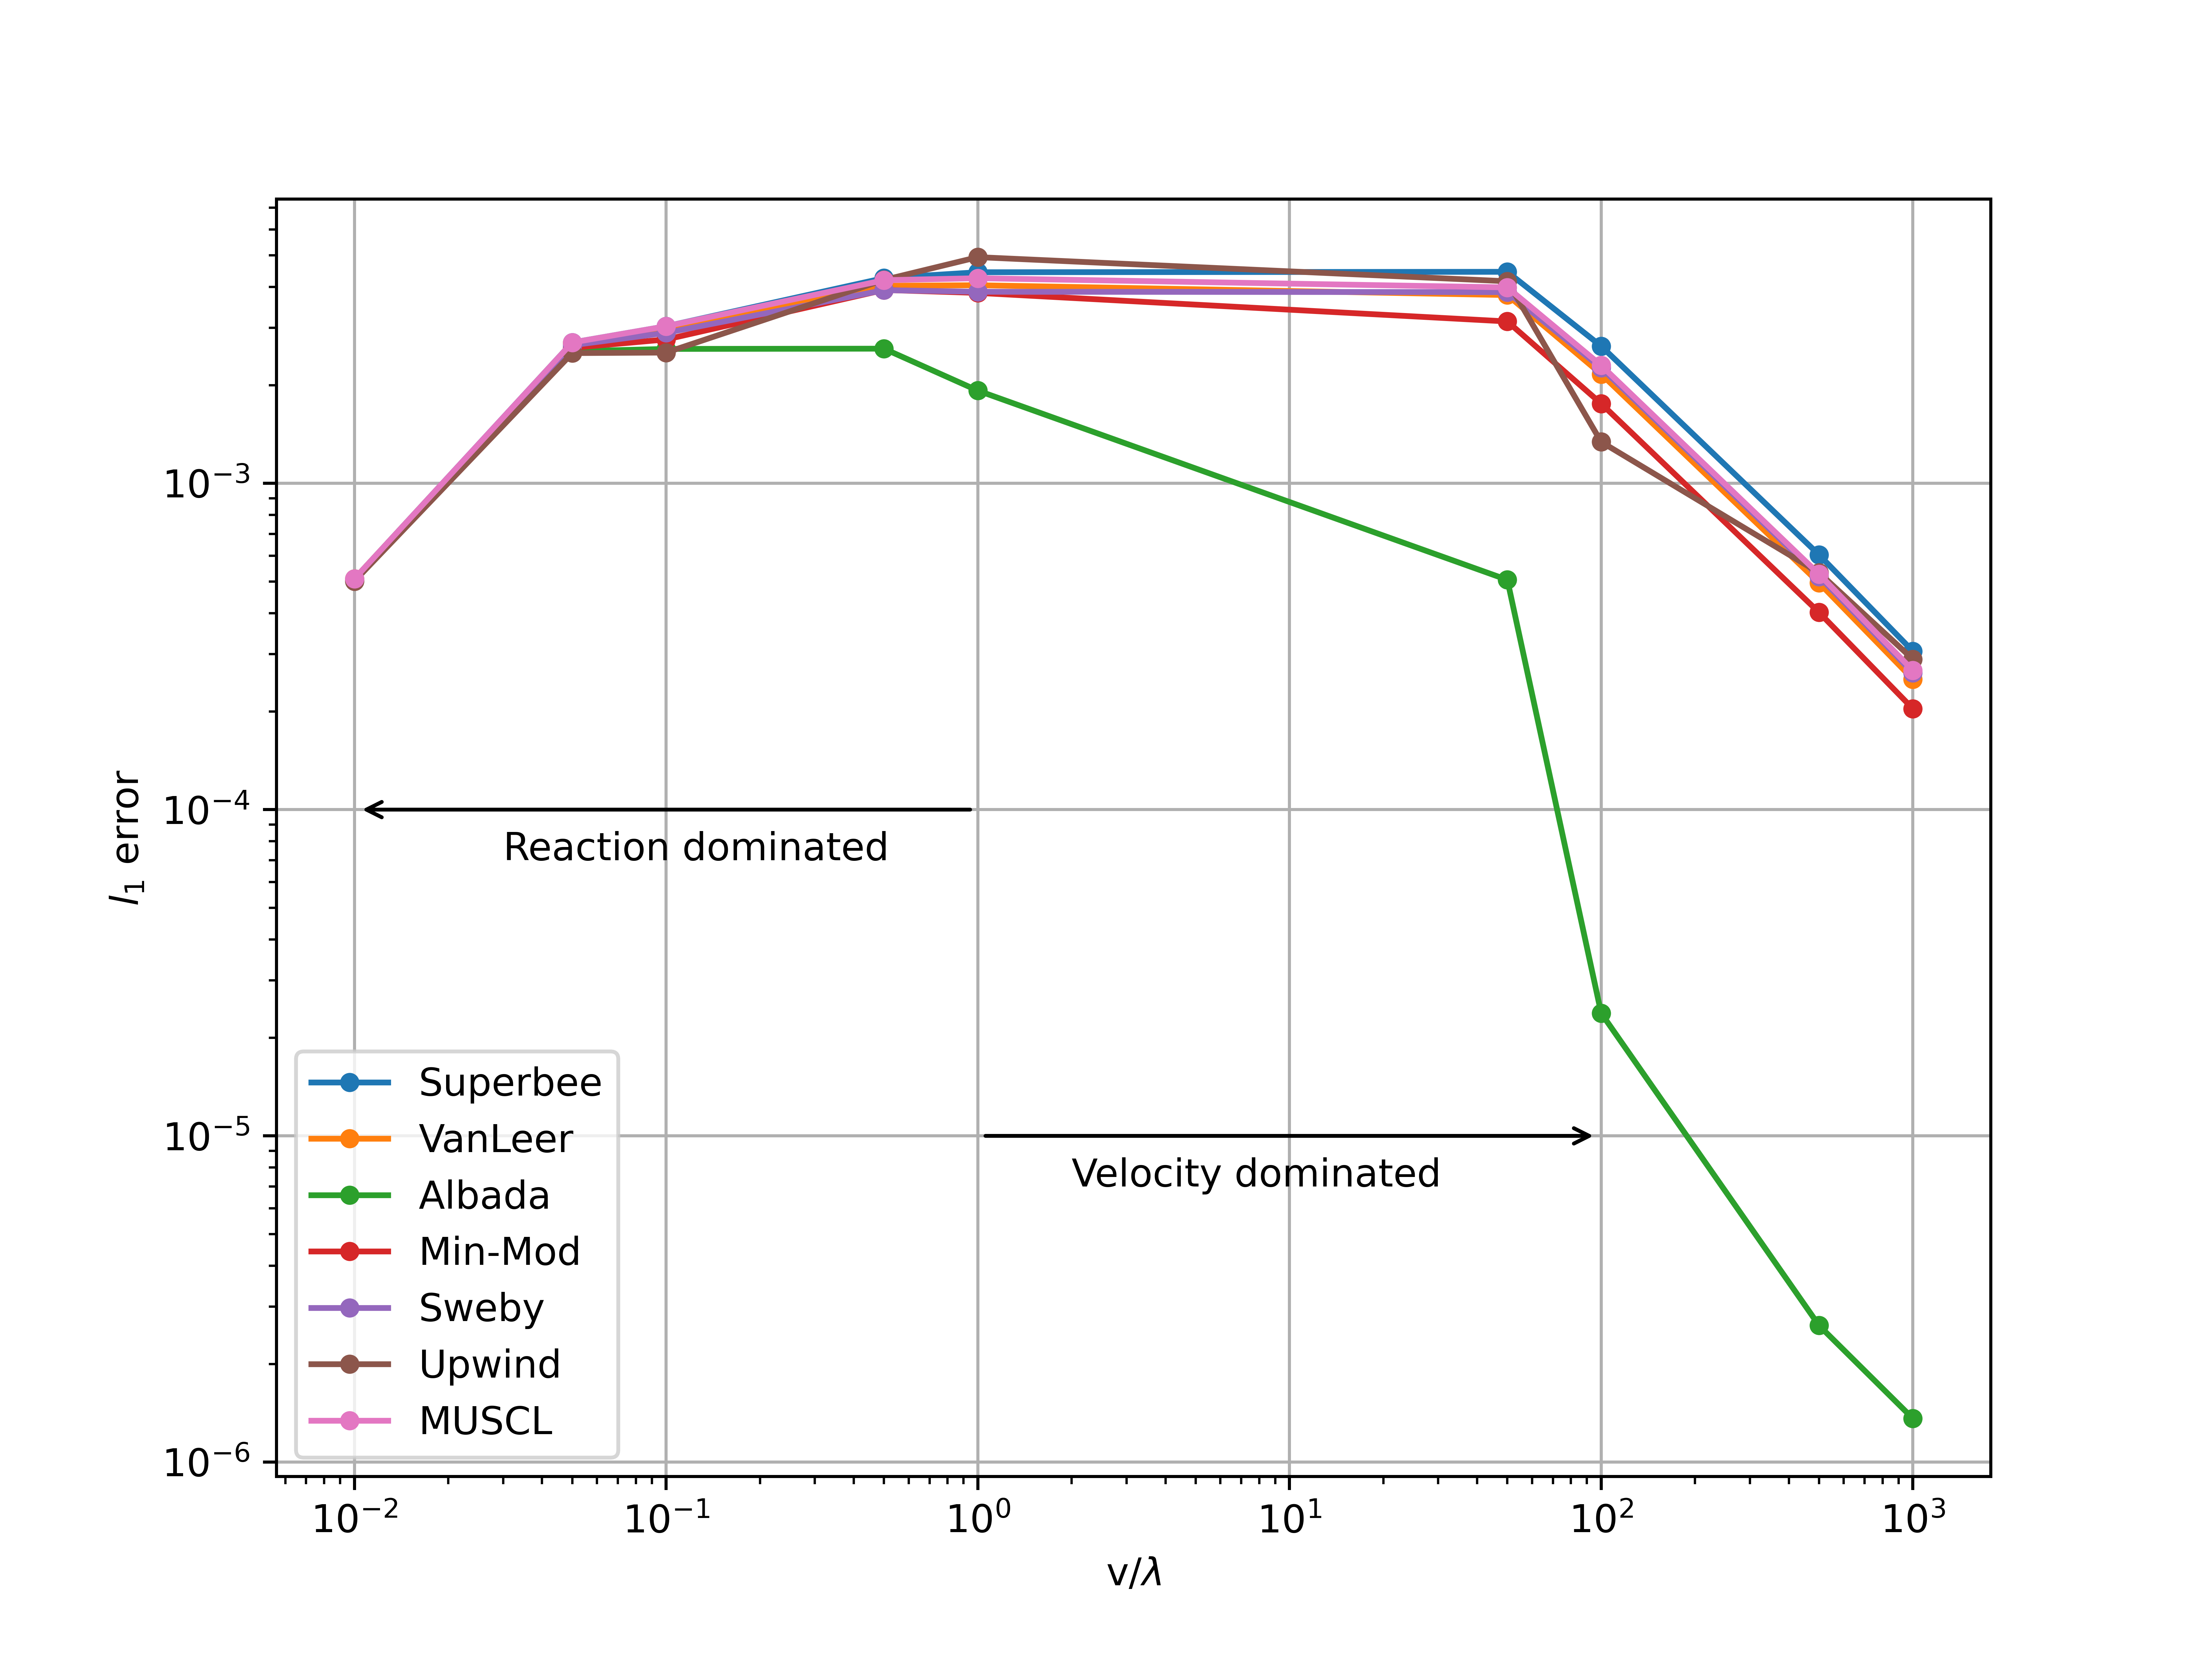 l₁ error
10⁻³
10⁻⁴
10⁻⁵
10⁻⁶
Reaction dominated
Velocity dominated
Superbee
VanLeer
Albada
Min-Mod
Sweby
Upwind
MUSCL
10⁻² 10⁻¹ 10⁰ 10¹ 10² 10³
v/λ